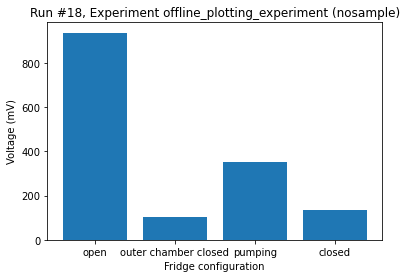 Run #18, Experiment offline_plotting_experiment (nosample)
Voltage (mV)
800
600
400
200
0
open outer chamber closed pumping closed
Fridge configuration